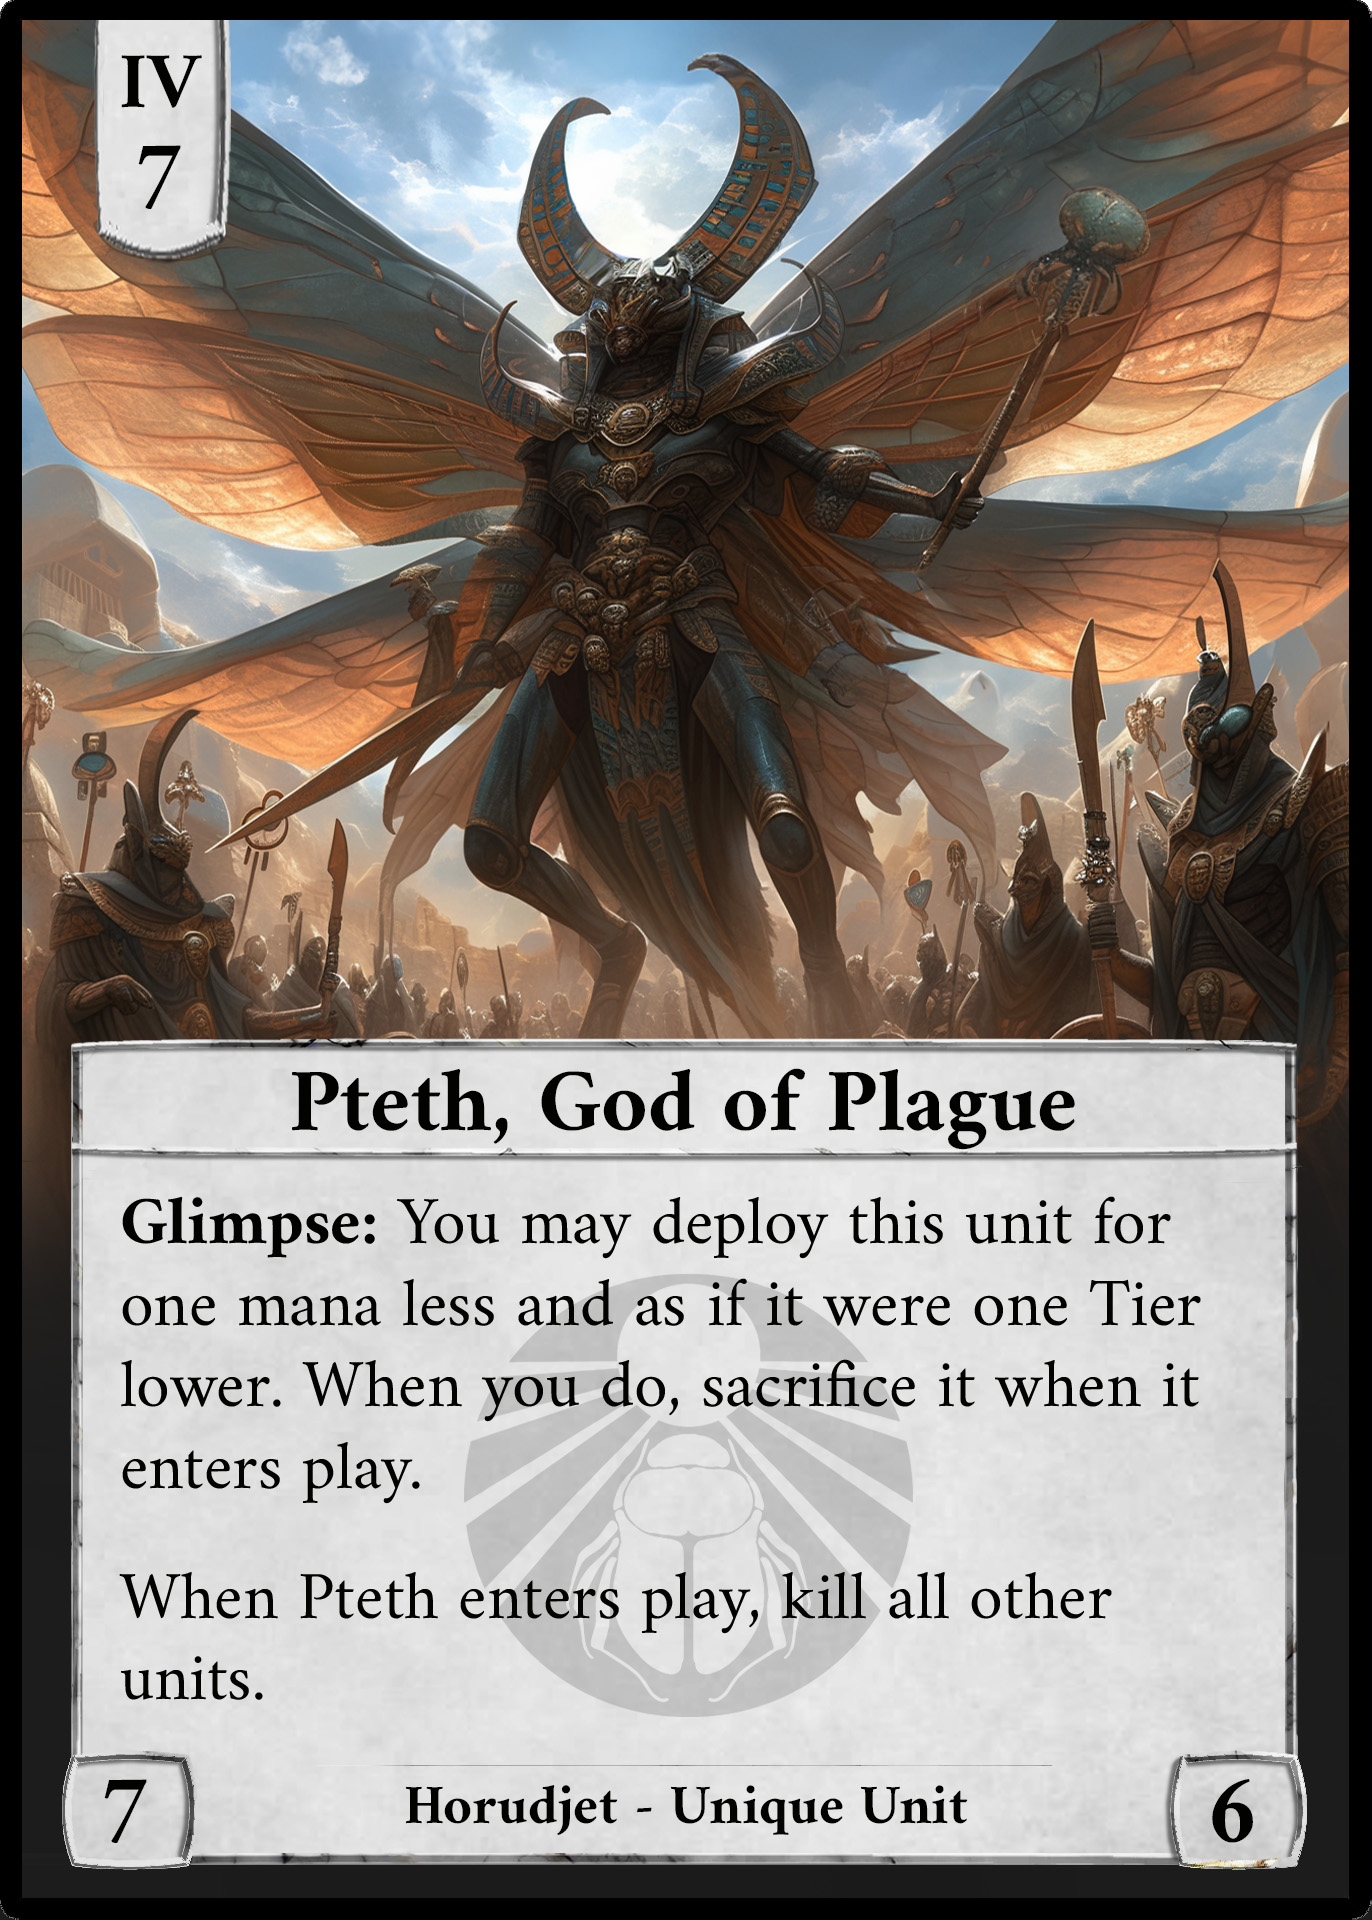 IV
7
Pteth, God of Plague
Glimpse: You may deploy this unit for
one mana less and as if it were one Tier
lower. When you do, sacrifice it when it
enters play.
When Pteth enters play, kill all other
units.
7
Horudjet - Unique Unit
6